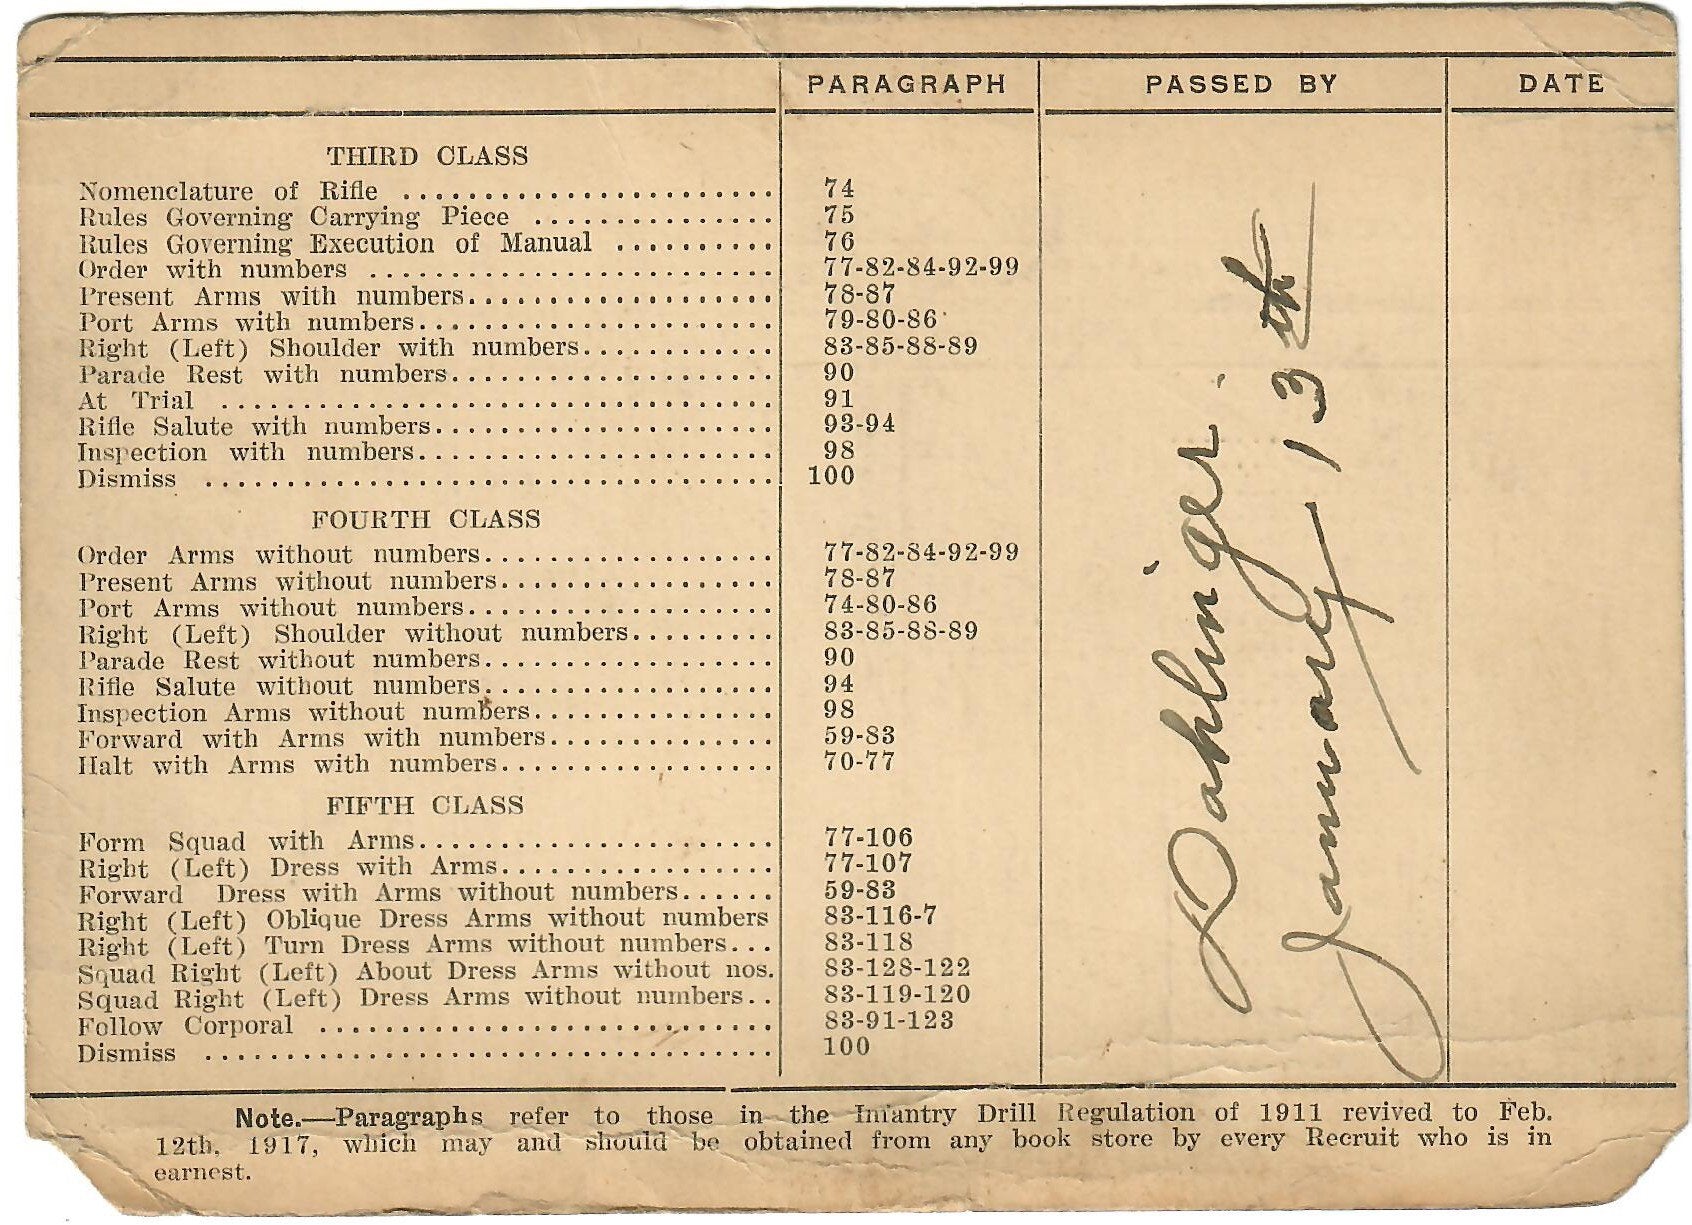 PARAGRAPH PASSED BY DATE
THIRD CLASS
Nomenclature of Rifle ........................ 74
Rules Governing Carrying Piece ............... 75
Rules Governing Execution of Manual .......... 76
Order with numbers ......................... 77-82-84-92-99
Present Arms with numbers................... 78-87
Port Arms with numbers...................... 79-80-86
Right (Left) Shoulder with numbers............ 83-85-88-89
Parade Rest with numbers.................... 90
At Trial .................................. 91
Rifle Salute with numbers..................... 93-94
Inspection with numbers...................... 98
Dismiss ................................... 100
FOURTH CLASS
Order Arms without numbers.................. 77-82-84-92-99
Present Arms without numbers................. 78-87
Port Arms without numbers................... 74-80-86
Right (Left) Shoulder without numbers......... 83-85-88-89
Parade Rest without numbers.................. 90
Rifle Salute without numbers.................. 94
Inspection Arms without numbers............... 98
Forward with Arms with numbers.............. 59-83
Halt with Arms with numbers................. 70-77
FIFTH CLASS
Form Squad with Arms...................... 77-106
Right (Left) Dress with Arms................. 77-107
Forward Dress with Arms without numbers...... 59-83
Right (Left) Oblique Dress Arms without numbers 83-116-7
Right (Left) Turn Dress Arms without numbers... 83-118
Squad Right (Left) About Dress Arms without nos. 83-128-122
Squad Right (Left) Dress Arms without numbers.. 83-119-120
Follow Corporal ............................ 83-91-123
Dismiss ................................... 100
Dahlinger
January 13th
Note.—Paragraphs refer to those in the Infantry Drill Regulation of 1911 revived to Feb.
12th, 1917, which may and should be obtained from any book store by every Recruit who is in
earnest.